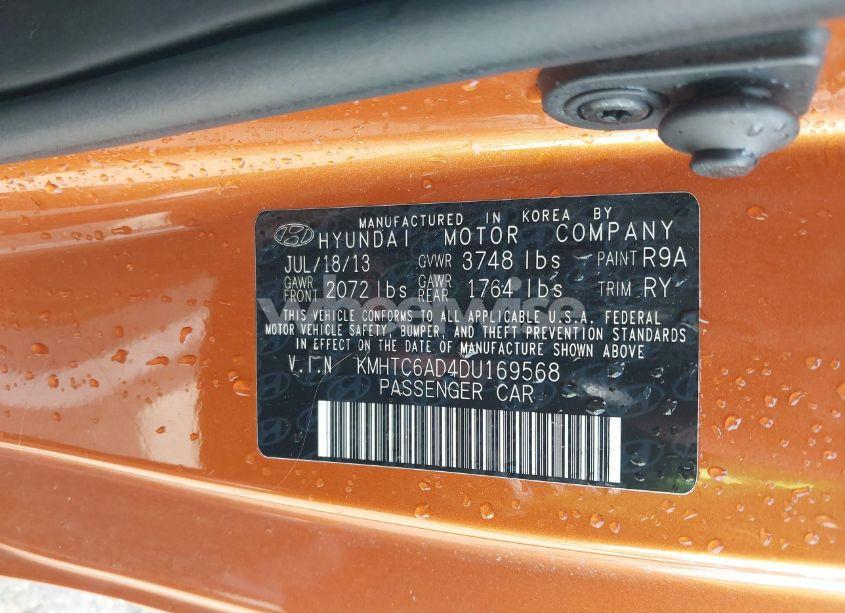 MANUFACTURED IN KOREA BY
HYUNDAI MOTOR COMPANY
JUL/18/13 GVWR 3748 lbs PAINT R9A
GAWR FRONT 2072 lbs GAWR REAR 1764 lbs TRIM RY
THIS VEHICLE CONFORMS TO ALL APPLICABLE U.S.A. FEDERAL
MOTOR VEHICLE SAFETY, BUMPER, AND THEFT PREVENTION STANDARDS
IN EFFECT ON THE DATE OF MANUFACTURE SHOWN ABOVE
V.I.N KMHTC6AD4DU169568
PASSENGER CAR